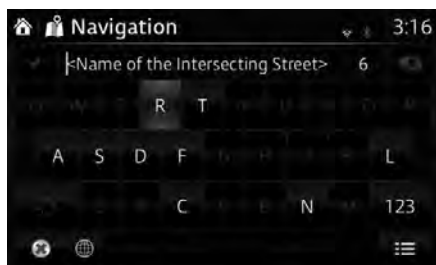 Navigation 3:16
<Name of the Intersecting Street> 6
R T
A S D F L
C N 123